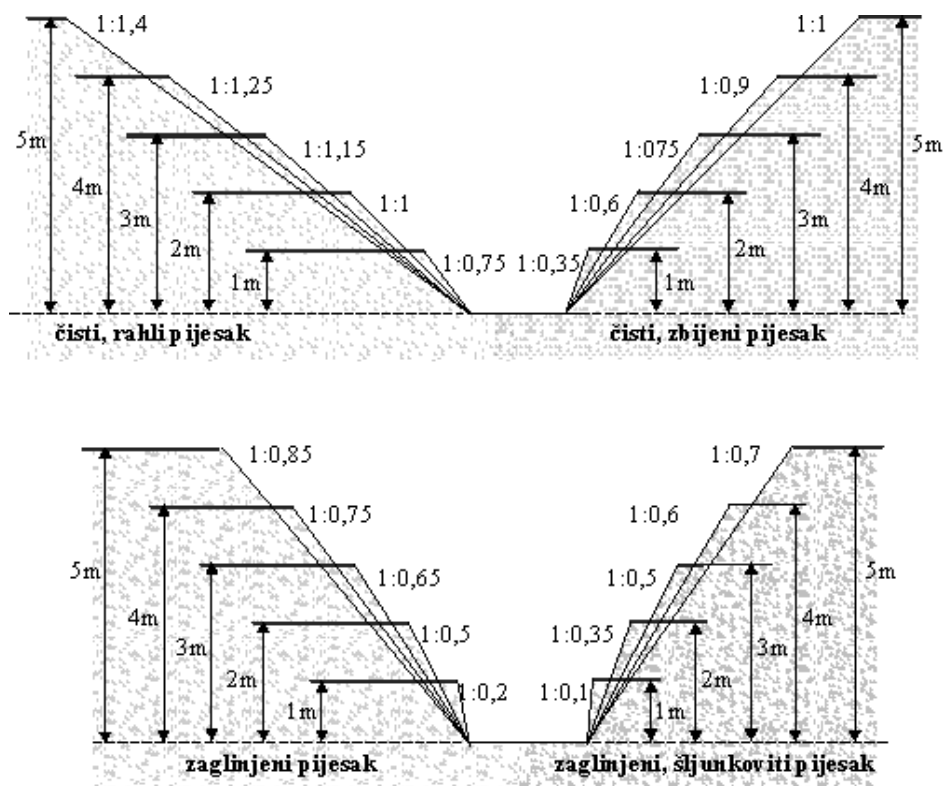 1:1,4
1:1
1:1,25
1:0,9
5m
1:1,15
1:075
5m
4m
4m
3m
1:1
1:0,6
3m
2m
2m
1m
1:0,75
1:0,35
1m
čisti, rahli pijesak
čisti, zbijeni pijesak
1:0,85
1:0,7
1:0,75
1:0,6
5m
1:0,65
1:0,5
5m
4m
4m
3m
1:0,5
1:0,35
3m
2m
2m
1m
1:0,2
1:0,1
1m
zaglinjeni pijesak
zaglinjeni, šljunkoviti pijesak